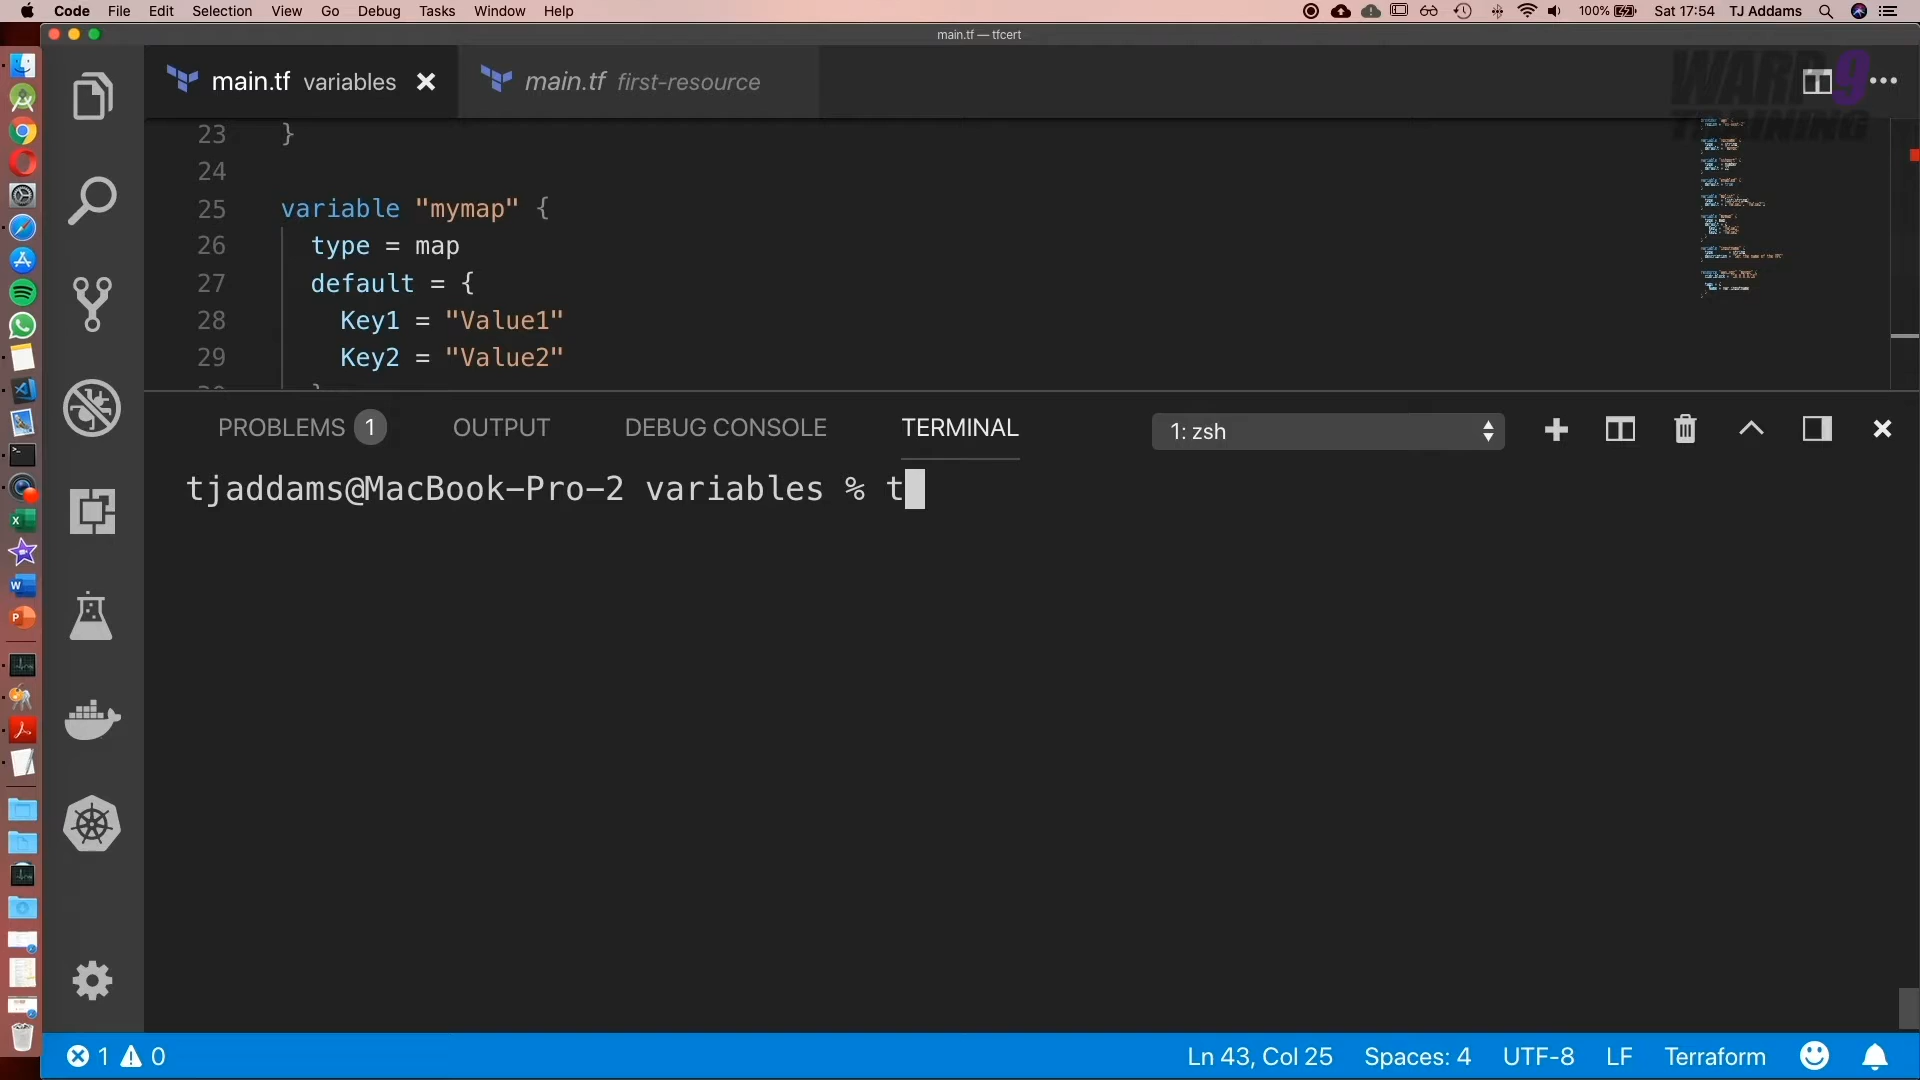 Code File Edit Selection View Go Debug Tasks Window Help 100% Sat 17:54 TJ Addams
main.tf — tfcert
main.tf variables main.tf first-resource
WARP 9
TRAINING
23 }
24
25 variable "mymap" {
26 type = map
27 default = {
28 Key1 = "Value1"
29 Key2 = "Value2"
PROBLEMS 1 OUTPUT DEBUG CONSOLE TERMINAL 1: zsh
tjaddams@MacBook-Pro-2 variables % t
1 0 Ln 43, Col 25 Spaces: 4 UTF-8 LF Terraform